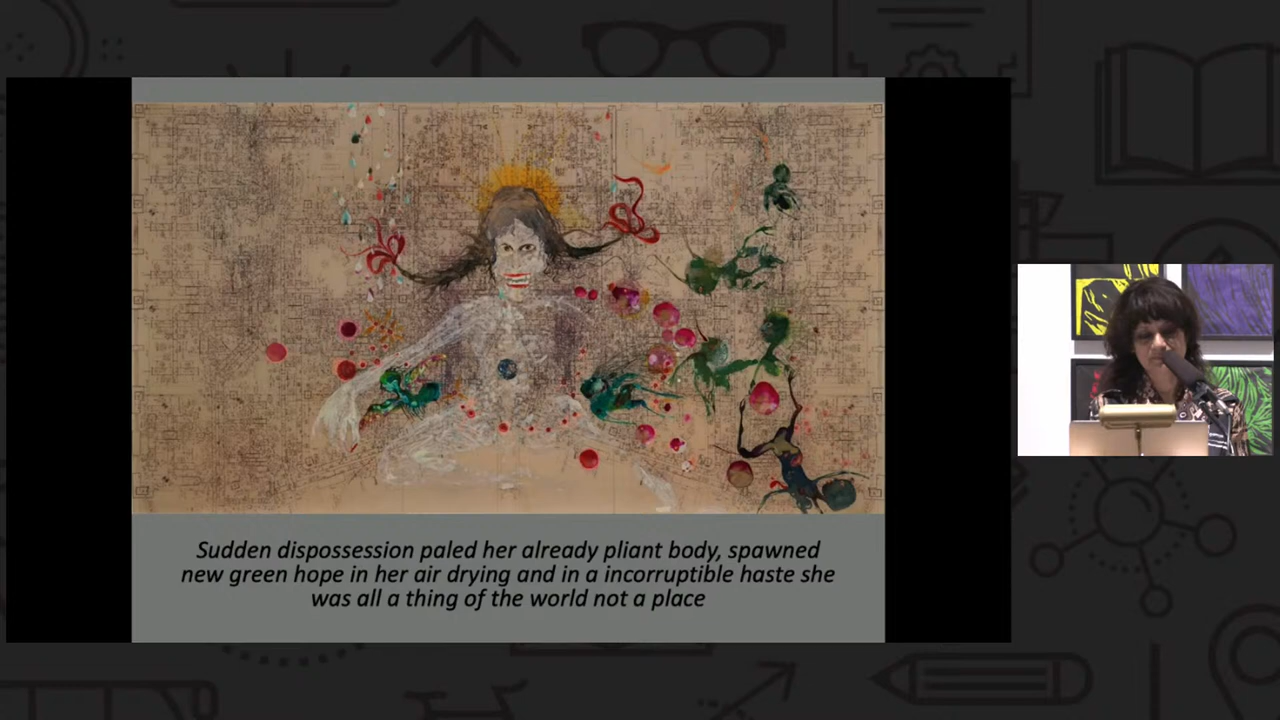 Sudden dispossession paled her already pliant body, spawned
new green hope in her air drying and in a incorruptible haste she
was all a thing of the world not a place